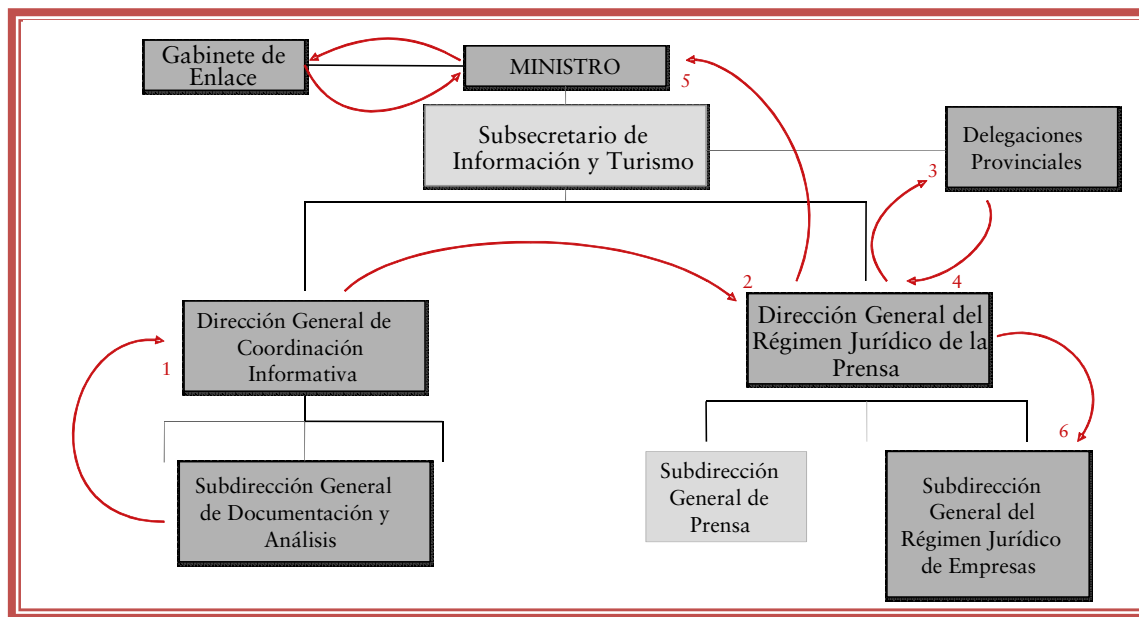 Gabinete de
Enlace
MINISTRO
5
Subsecretario de
Información y Turismo
Delegaciones
Provinciales
3
2
4
Dirección General de
Coordinación
Informativa
1
Dirección General del
Régimen Jurídico de la
Prensa
6
Subdirección General
de Documentación y
Análisis
Subdirección
General de
Prensa
Subdirección
General del
Régimen Jurídico
de Empresas